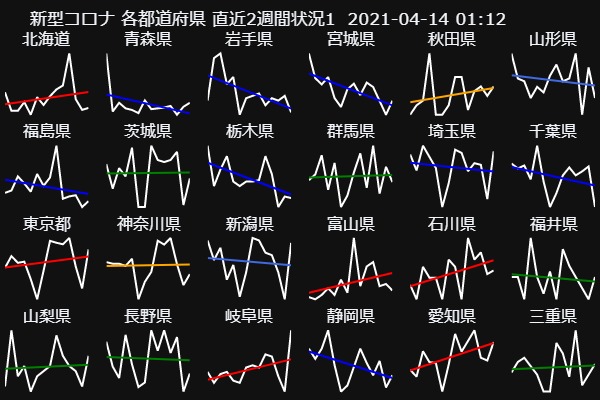 新型コロナ 各都道府県 直近2週間状況1 2021-04-14 01:12
北海道 青森県 岩手県 宮城県 秋田県 山形県
福島県 茨城県 栃木県 群馬県 埼玉県 千葉県
東京都 神奈川県 新潟県 富山県 石川県 福井県
山梨県 長野県 岐阜県 静岡県 愛知県 三重県